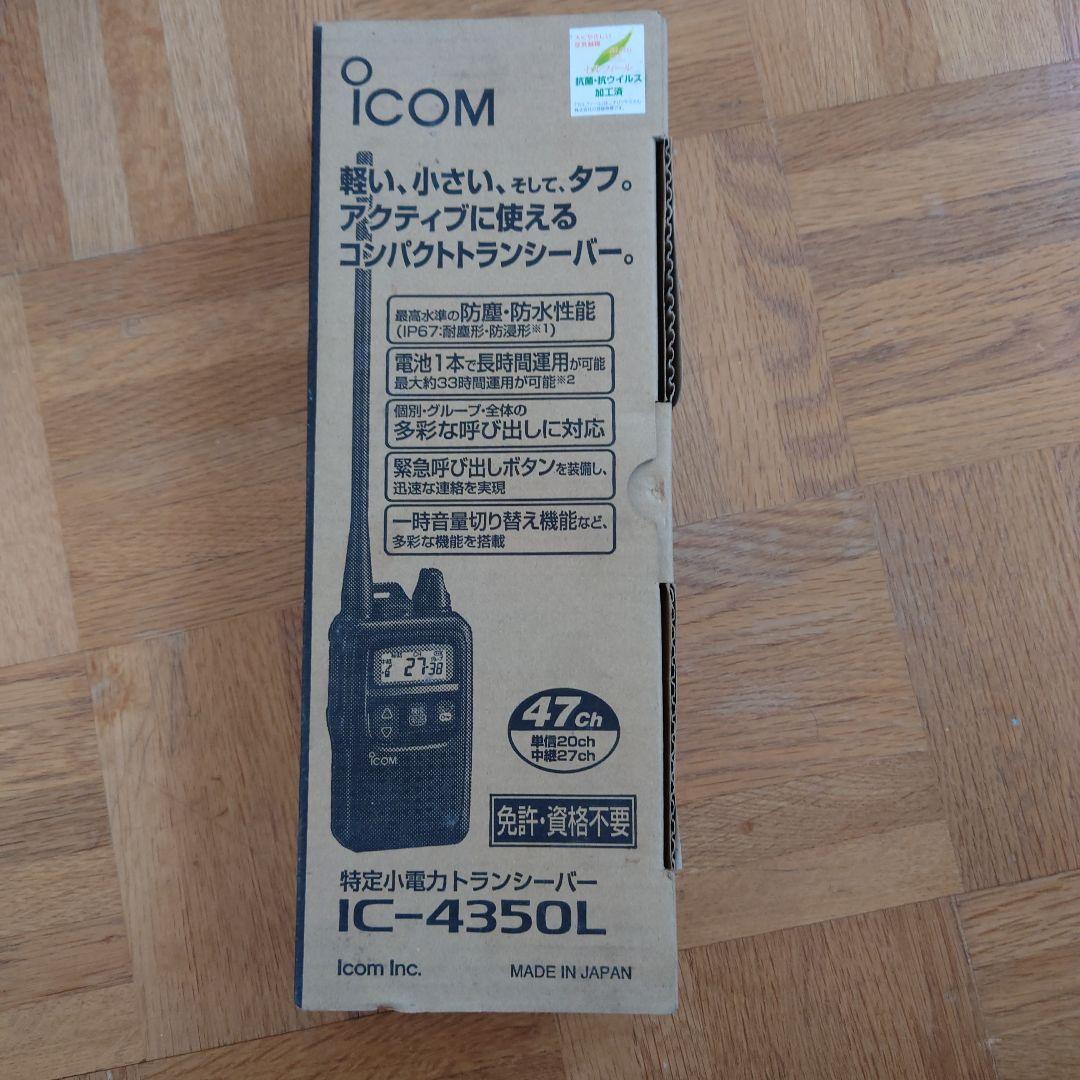 ICOM
抗菌・抗ウイルス
加工済
軽い、小さい、そして、タフ。
アクティブに使える
コンパクトトランシーバー。
最高水準の防塵・防水性能
(IP67:耐塵形・防浸形※1)
電池1本で長時間運用が可能
最大約33時間運用が可能※2
個別・グループ・全体の
多彩な呼び出しに対応
緊急呼び出しボタンを装備し、
迅速な連絡を実現
一時音量切り替え機能など、
多彩な機能を搭載
27-38
ICOM
47ch
単信20ch
中継27ch
免許・資格不要
特定小電力トランシーバー
IC-4350L
Icom Inc.
MADE IN JAPAN